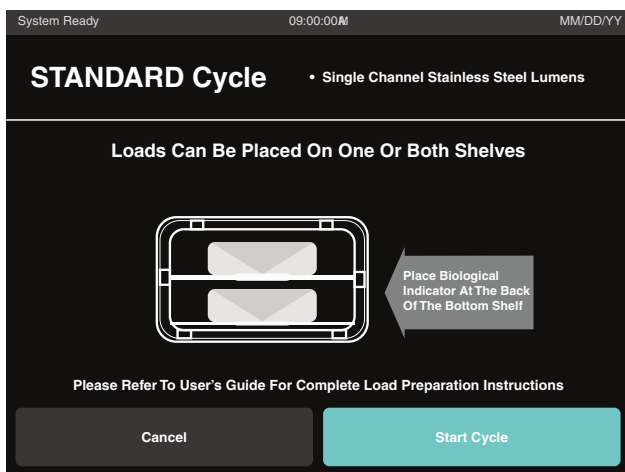 System Ready 09:00:00AM MM/DD/YY
STANDARD Cycle • Single Channel Stainless Steel Lumens
Loads Can Be Placed On One Or Both Shelves
Place Biological
Indicator At The Back
Of The Bottom Shelf
Please Refer To User's Guide For Complete Load Preparation Instructions
Cancel Start Cycle